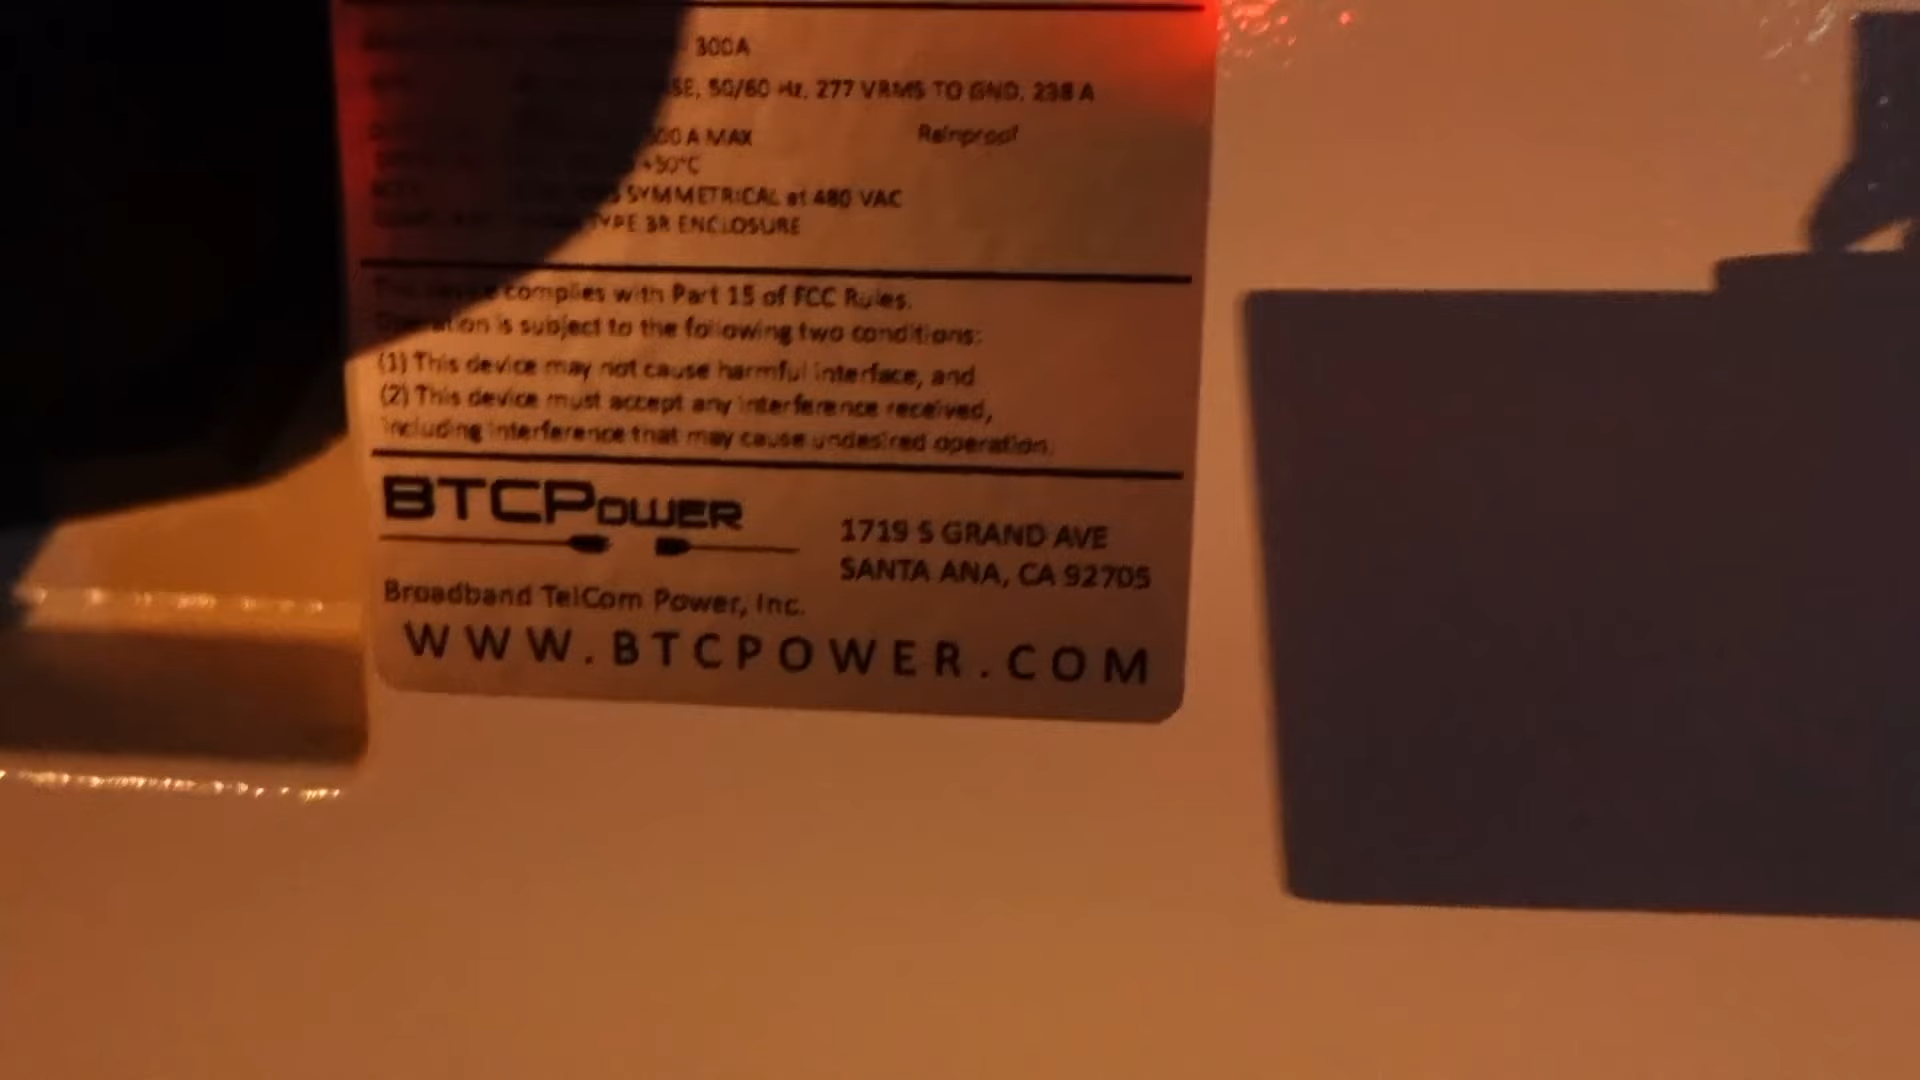 300A
SE, 50/60 Hz, 277 VRMS TO GND, 238 A
00 A MAX Rainproof
+50°C
SYMMETRICAL at 480 VAC
TYPE 3R ENCLOSURE
complies with Part 15 of FCC Rules.
Operation is subject to the following two conditions:
(1) This device may not cause harmful interface, and
(2) This device must accept any interference received,
including interference that may cause undesired operation.
BTCPOWER
1719 S GRAND AVE
SANTA ANA, CA 92705
Broadband TelCom Power, Inc.
WWW.BTCPOWER.COM